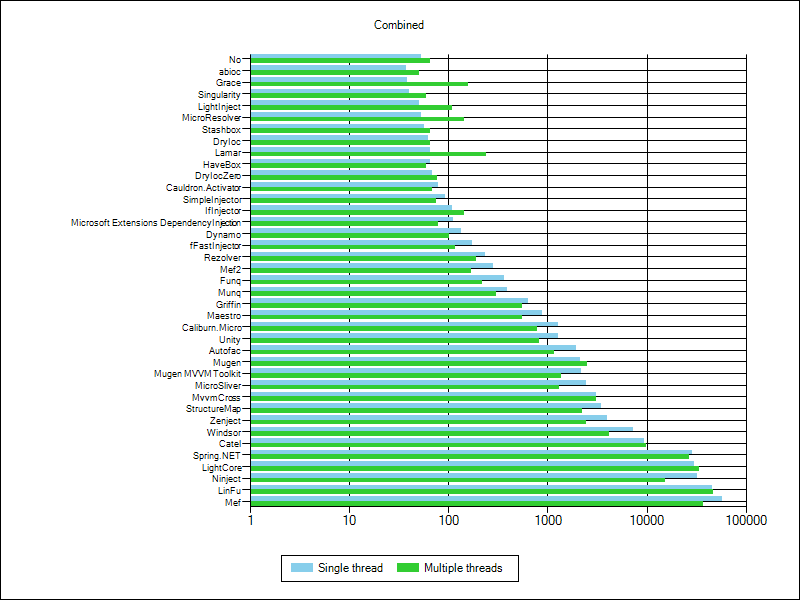 Combined
No
abioc
Grace
Singularity
LightInject
MicroResolver
Stashbox
DryIoc
Lamar
HaveBox
DryIocZero
Cauldron.Activator
SimpleInjector
IfInjector
Microsoft Extensions DependencyInjection
Dynamo
fFastInjector
Rezolver
Mef2
Funq
Munq
Griffin
Maestro
Caliburn.Micro
Unity
Autofac
Mugen
Mugen MVVM Toolkit
MicroSliver
MvvmCross
StructureMap
Zenject
Windsor
Catel
Spring.NET
LightCore
Ninject
LinFu
Mef
1 10 100 1000 10000 100000
Single thread Multiple threads